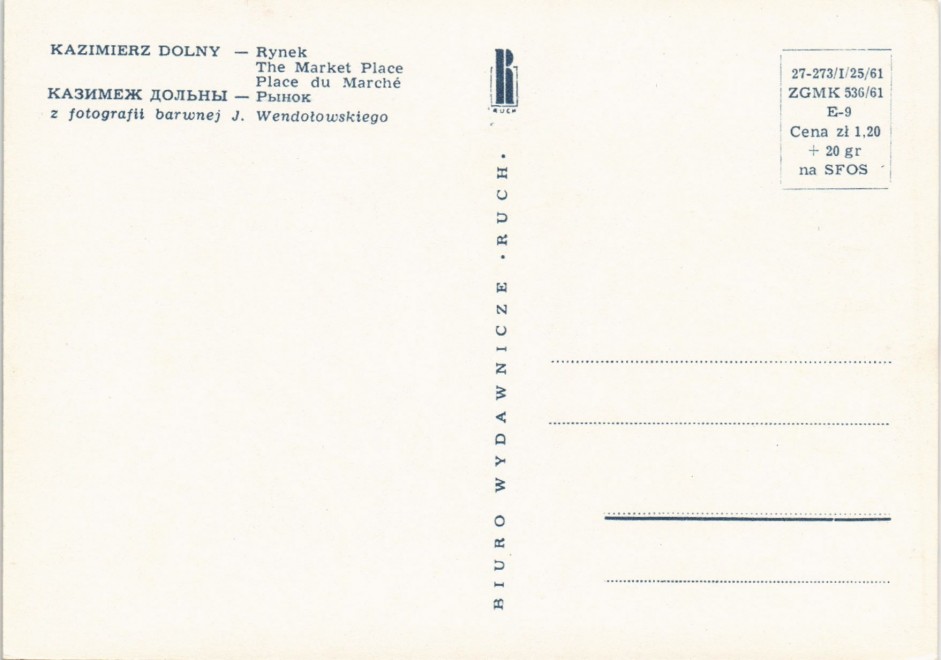 KAZIMIERZ DOLNY — Rynek
The Market Place
Place du Marché
КАЗИМЕЖ ДОЛЬНЫ — Рынок
z fotografii barwnej J. Wendołowskiego
R
RUCH
BIURO WYDAWNICZE •RUCH•
27-273/I/25/61
ZGMK 536/61
E-9
Cena zł 1,20
+ 20 gr
na SFOS